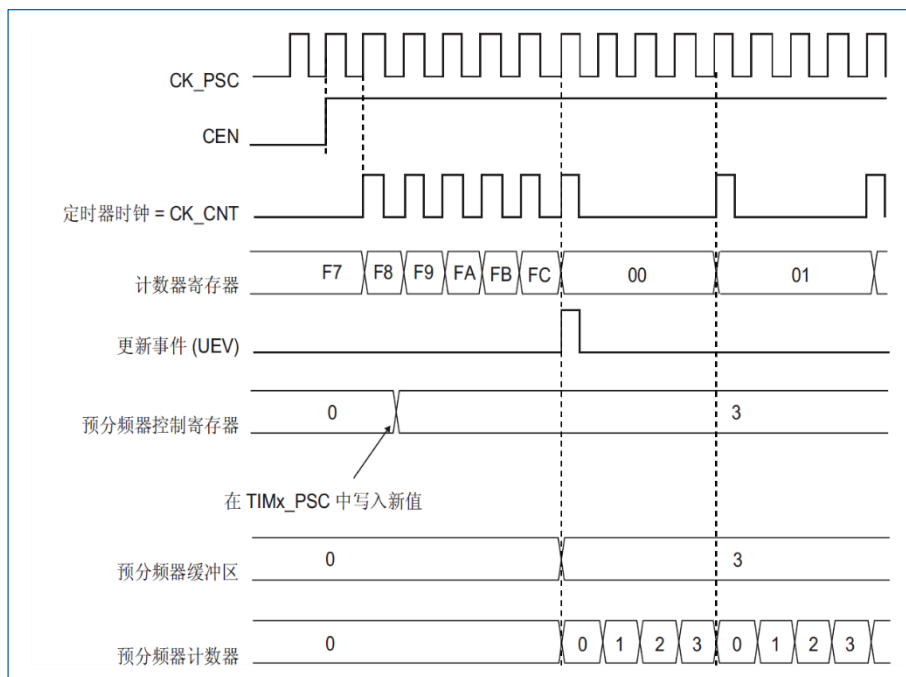 CK_PSC
CEN
定时器时钟 = CK_CNT
计数器寄存器 F7 F8 F9 FA FB FC 00 01
更新事件 (UEV)
预分频器控制寄存器 0 3
在 TIMx_PSC 中写入新值
预分频器缓冲区 0 3
预分频器计数器 0 0 1 2 3 0 1 2 3